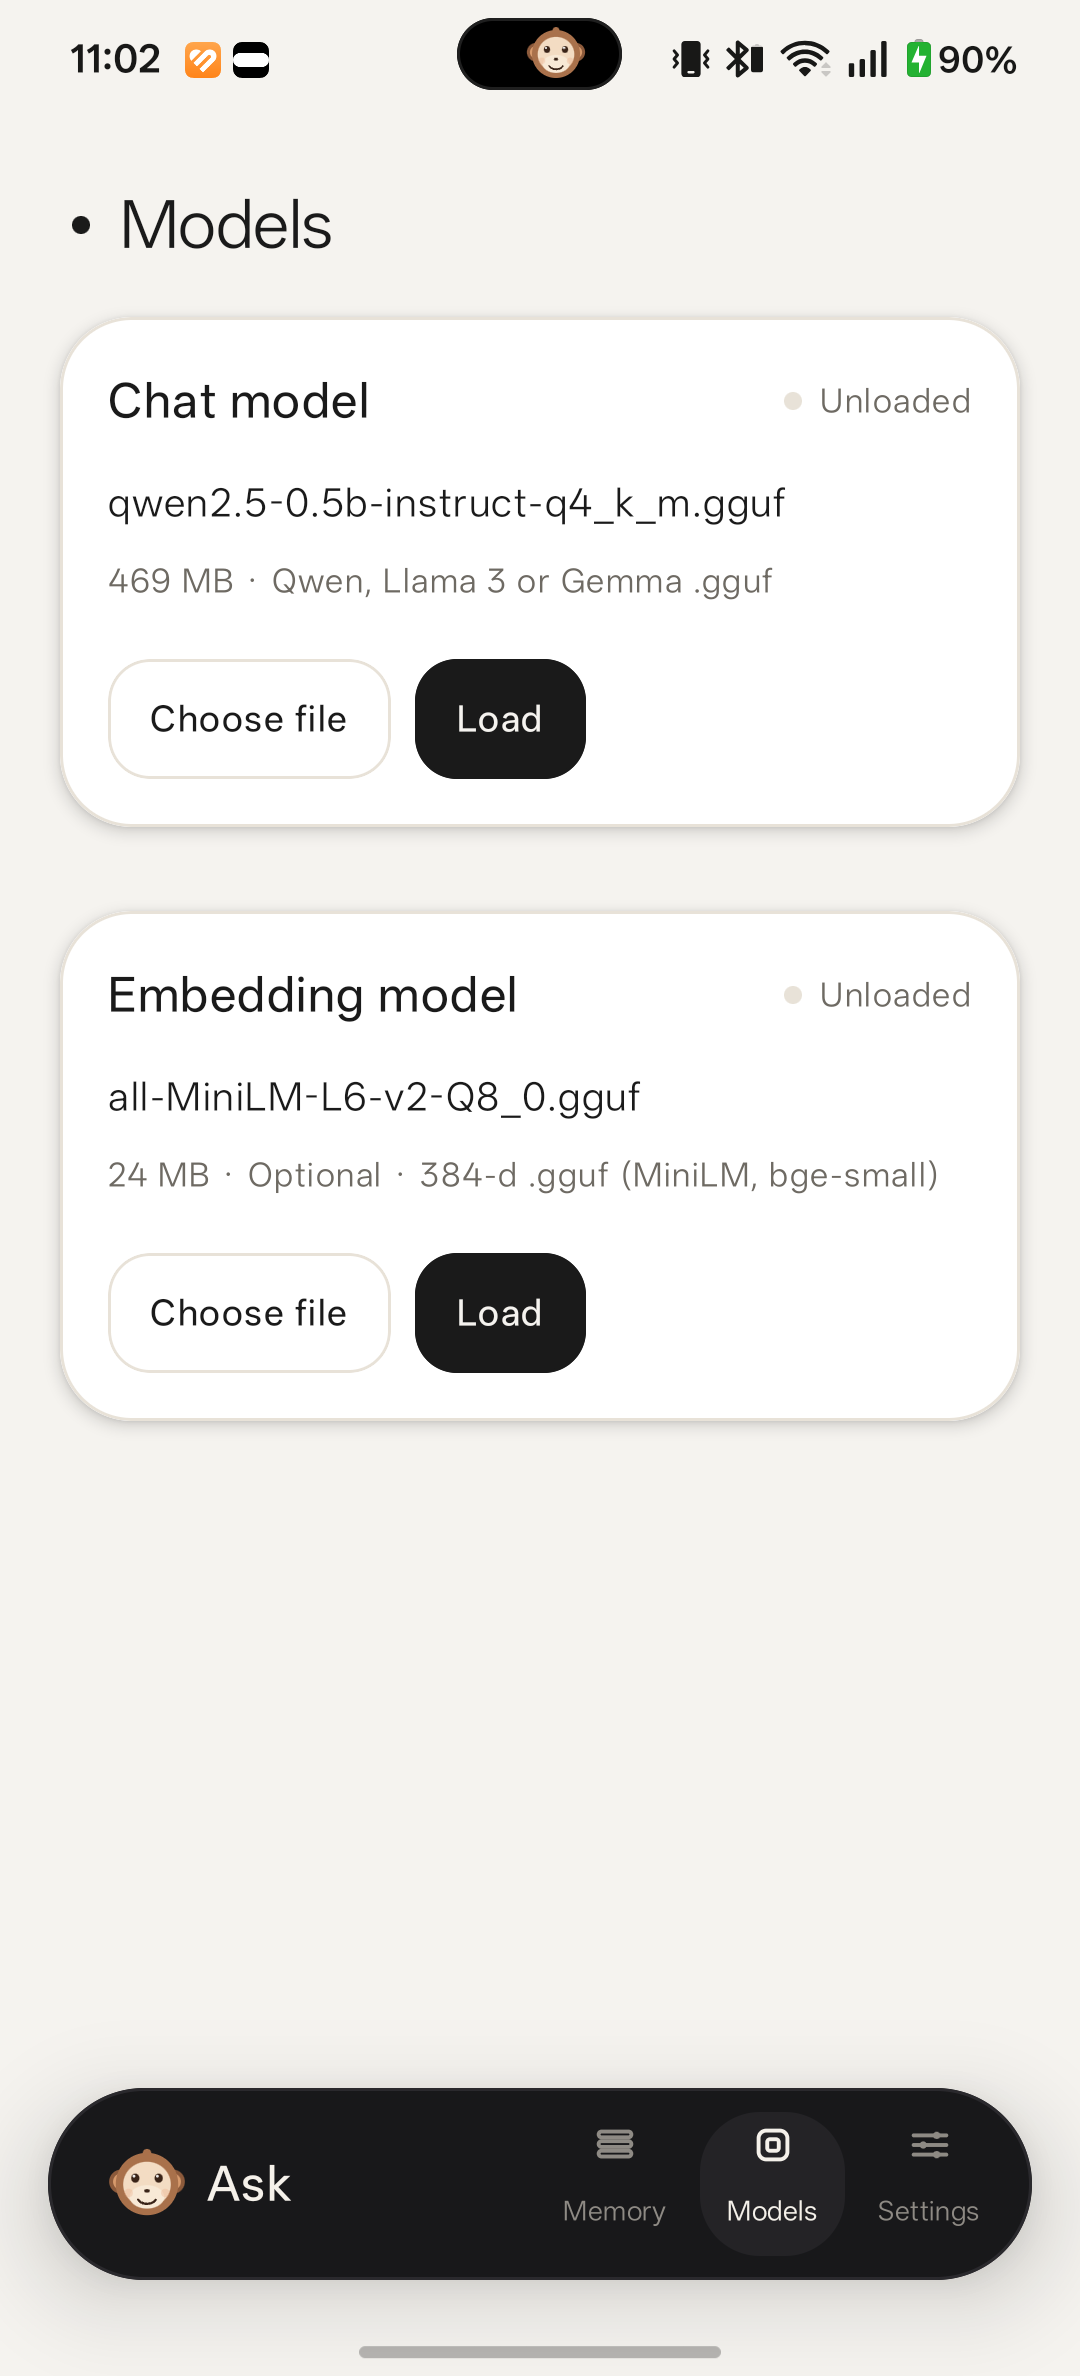 11:02
90%
• Models
Chat model
Unloaded
qwen2.5-0.5b-instruct-q4_k_m.gguf
469 MB · Qwen, Llama 3 or Gemma .gguf
Choose file
Load
Embedding model
Unloaded
all-MiniLM-L6-v2-Q8_0.gguf
24 MB · Optional · 384-d .gguf (MiniLM, bge-small)
Choose file
Load
Ask
Memory
Models
Settings